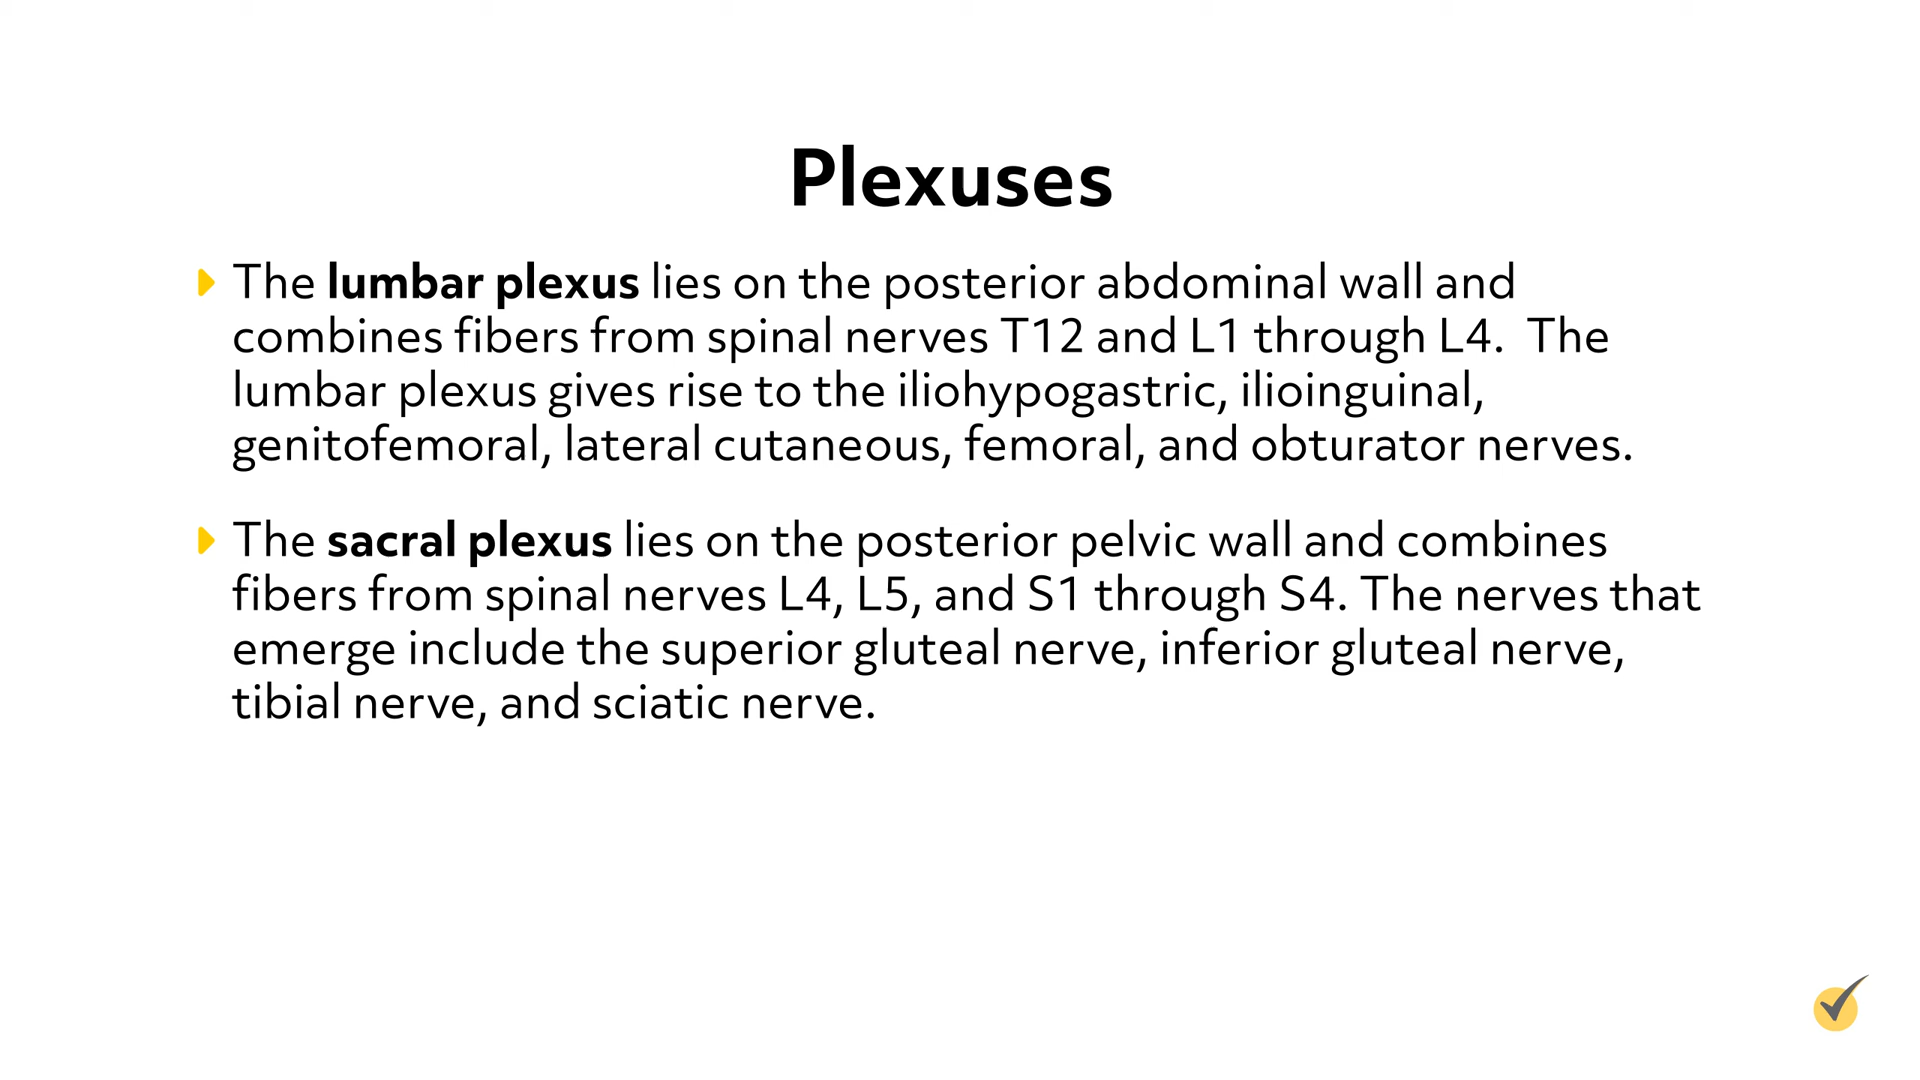 Plexuses
The lumbar plexus lies on the posterior abdominal wall and
combines fibers from spinal nerves T12 and L1 through L4.  The
lumbar plexus gives rise to the iliohypogastric, ilioinguinal,
genitofemoral, lateral cutaneous, femoral, and obturator nerves.
The sacral plexus lies on the posterior pelvic wall and combines
fibers from spinal nerves L4, L5, and S1 through S4. The nerves that
emerge include the superior gluteal nerve, inferior gluteal nerve,
tibial nerve, and sciatic nerve.